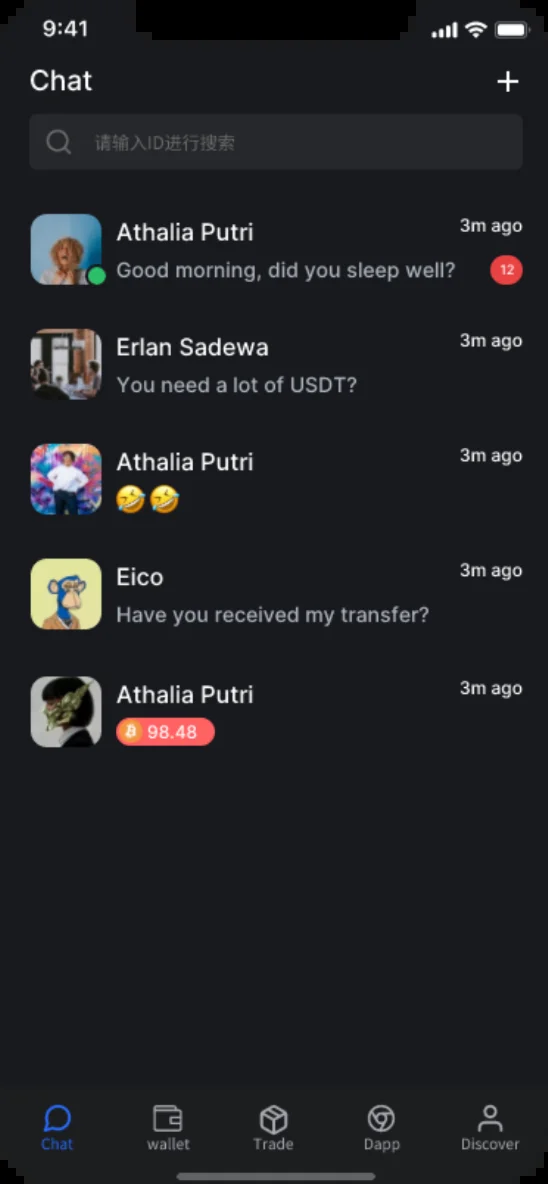 9:41
Chat
请输入ID进行搜索
Athalia Putri
3m ago
Good morning, did you sleep well?
12
Erlan Sadewa
3m ago
You need a lot of USDT?
Athalia Putri
3m ago
🤣🤣
Eico
3m ago
Have you received my transfer?
Athalia Putri
3m ago
98.48
Chat
wallet
Trade
Dapp
Discover